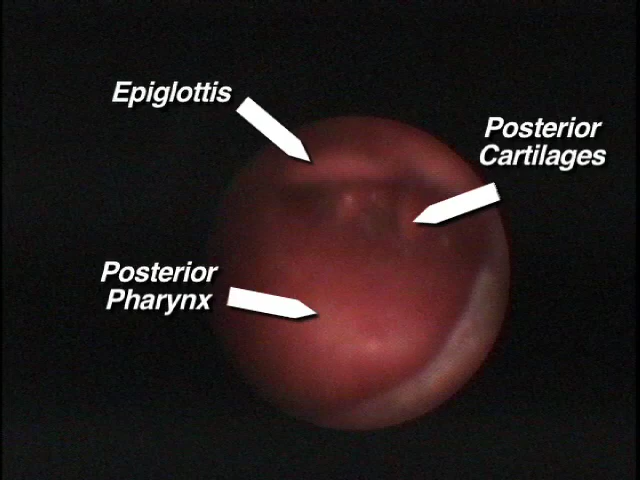 Epiglottis
Posterior
Cartilages
Posterior
Pharynx